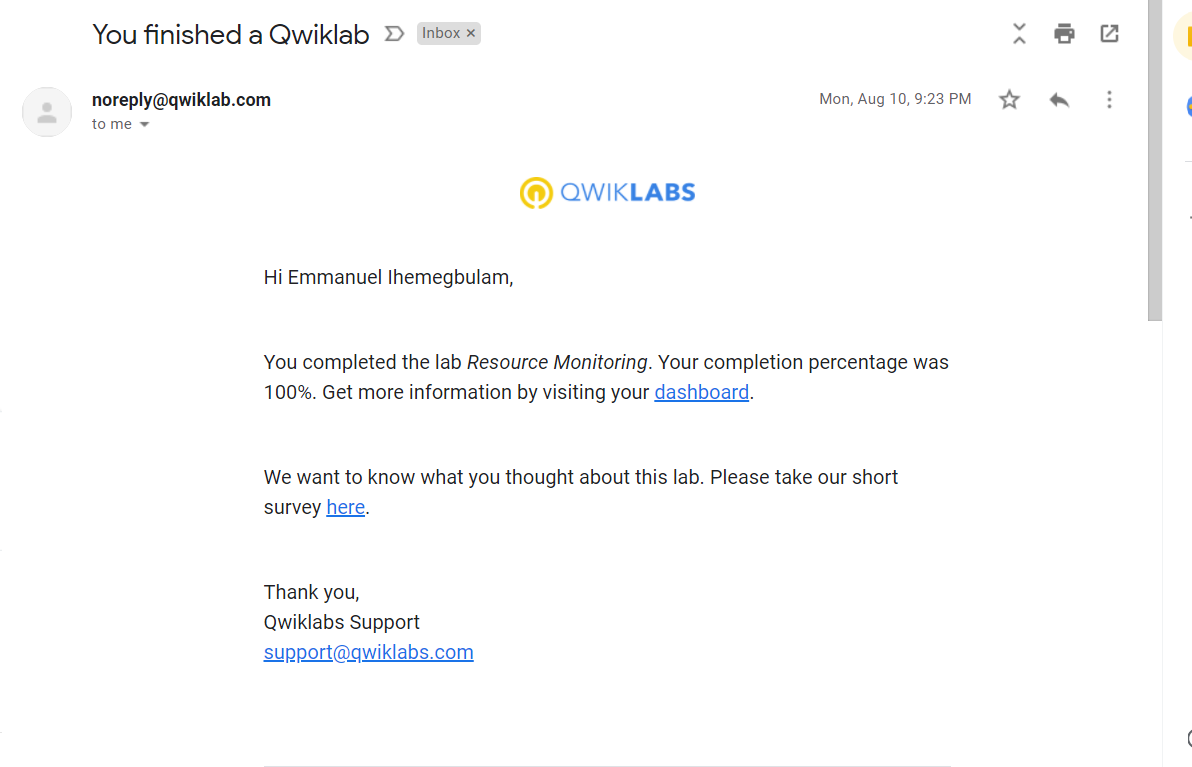 You finished a Qwiklab
Inbox ×
noreply@qwiklab.com
Mon, Aug 10, 9:23 PM
to me
QWIKLABS
Hi Emmanuel Ihemegbulam,
You completed the lab Resource Monitoring. Your completion percentage was
100%. Get more information by visiting your dashboard.
We want to know what you thought about this lab. Please take our short
survey here.
Thank you,
Qwiklabs Support
support@qwiklabs.com